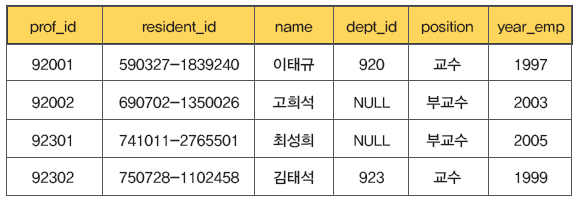 prof_id resident_id name dept_id position year_emp
92001 590327-1839240 이태규 920 교수 1997
92002 690702-1350026 고희석 NULL 부교수 2003
92301 741011-2765501 최성희 NULL 부교수 2005
92302 750728-1102458 김태석 923 교수 1999